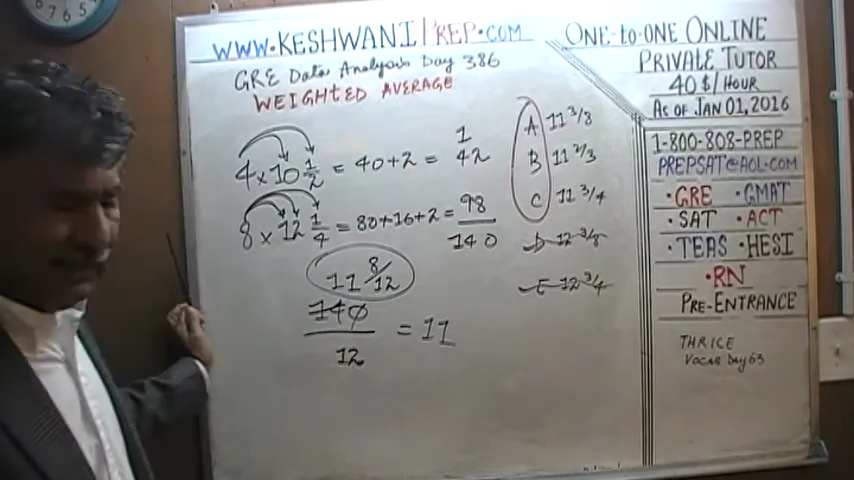 WWW.KESHWANIPREP.COM
GRE Data Analysis Day 386
WEIGHTED AVERAGE
4 x 10 1/2 = 40+2 = 42
1
8 x 12 1/4 = 80+16+2 = 98
140
11 8/12
140
12
= 11
A 11 3/8
B 11 2/3
C 11 3/4
D 12 3/8
E 12 3/4
ONE-to-ONE ONLINE
PRIVATE TUTOR
40 $/HOUR
AS OF JAN 01, 2016
1-800-808-PREP
PREPSAT@AOL.COM
•GRE •GMAT
•SAT •ACT
•TEAS •HESI
•RN
PRE-ENTRANCE
THRICE
VOCAB Day 63
7 6 5